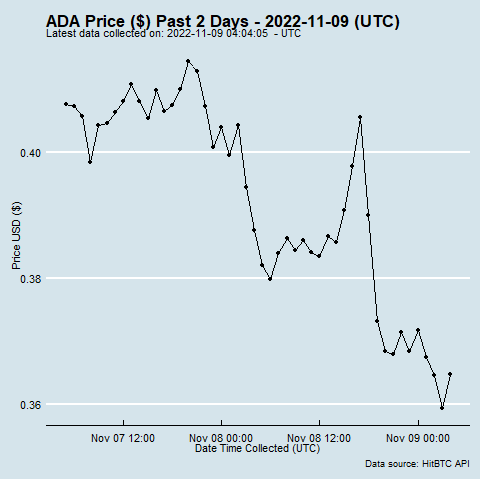 ADA Price ($) Past 2 Days - 2022-11-09 (UTC)
Latest data collected on: 2022-11-09 04:04:05 - UTC
0.40
0.38
0.36
Price USD ($)
Nov 07 12:00 Nov 08 00:00 Nov 08 12:00 Nov 09 00:00
Date Time Collected (UTC)
Data source: HitBTC API